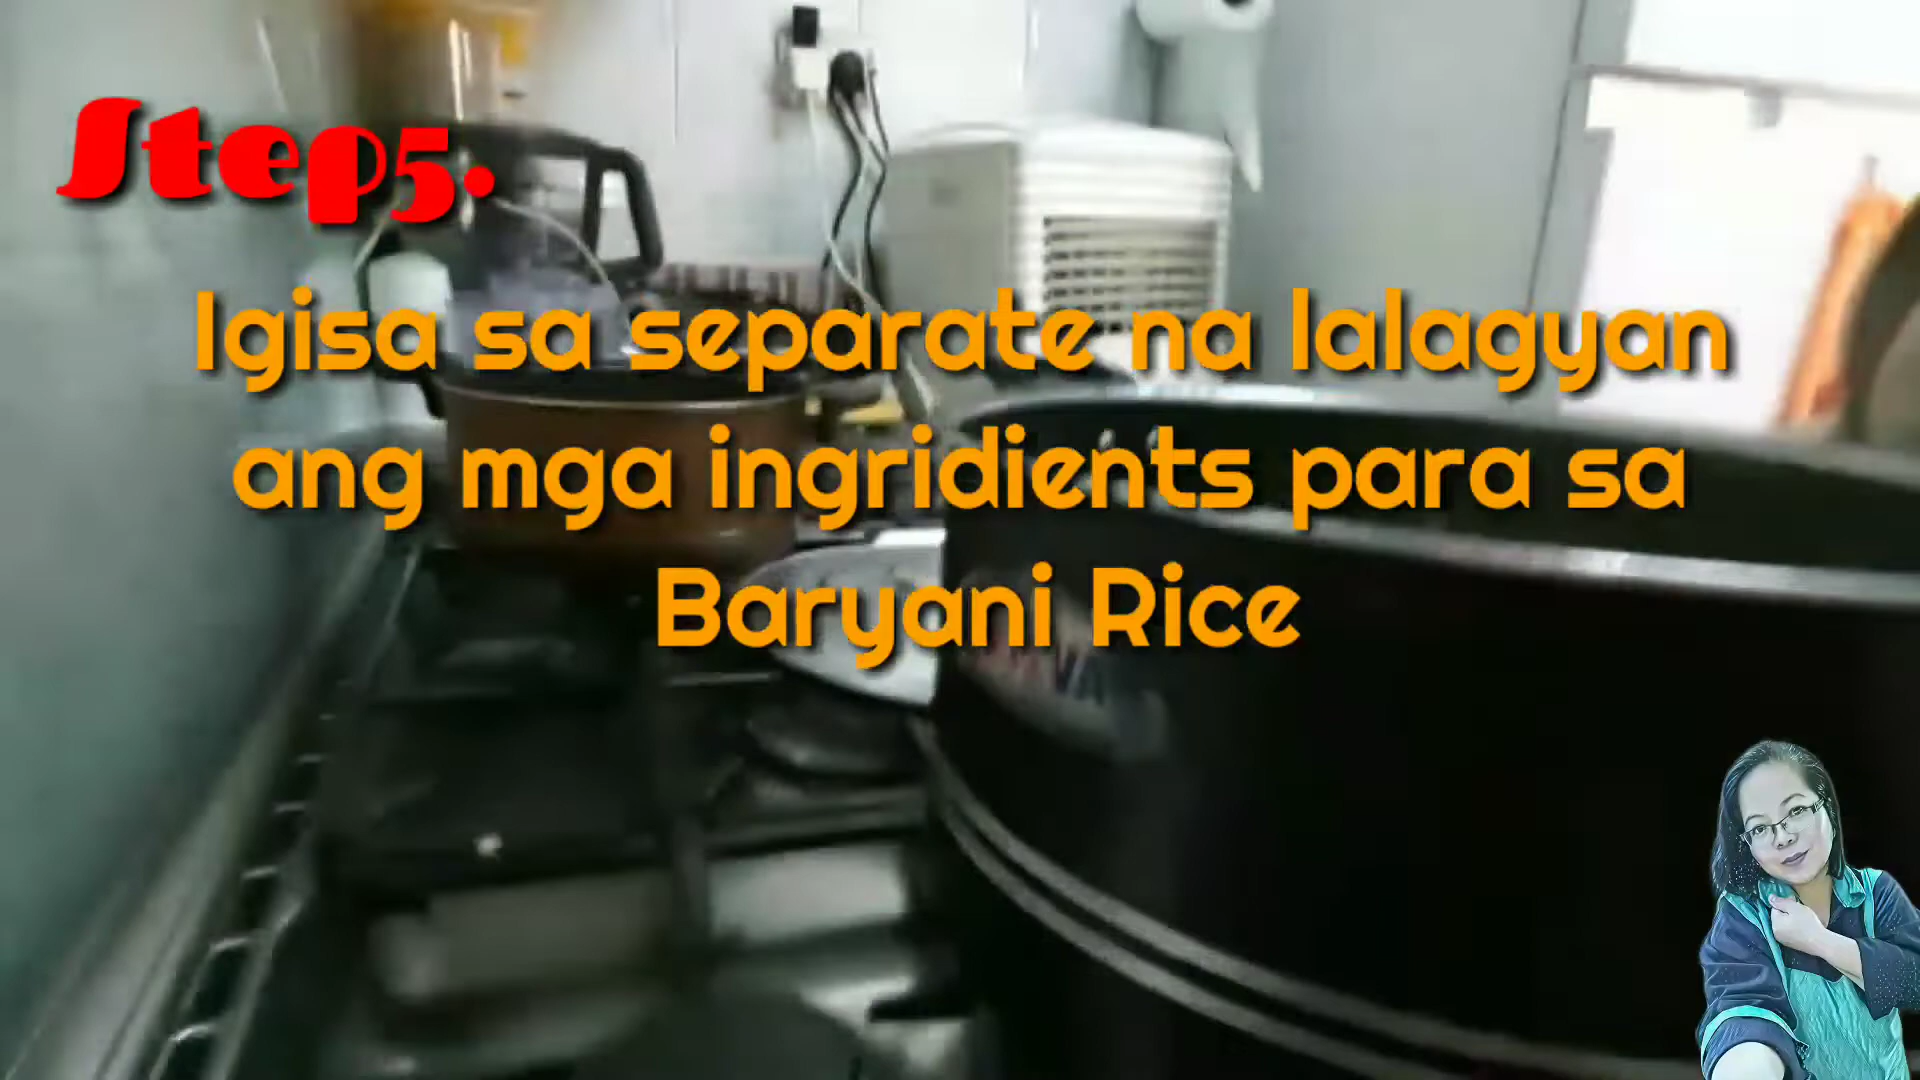 Step5.
Igisa sa separate na lalagyan
ang mga ingridients para sa
Baryani Rice